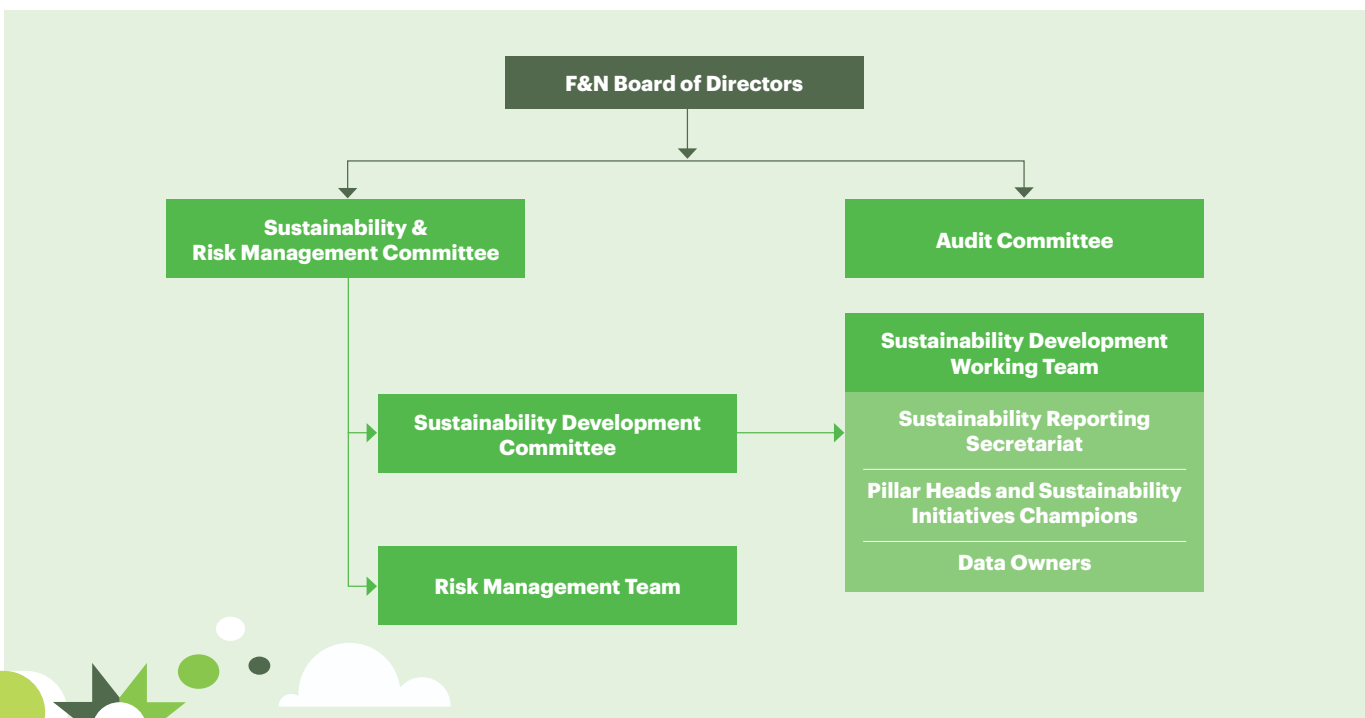 F&N Board of Directors
Sustainability &
Risk Management Committee
Audit Committee
Sustainability Development
Working Team
Sustainability Reporting
Secretariat
Pillar Heads and Sustainability
Initiatives Champions
Data Owners
Sustainability Development
Committee
Risk Management Team